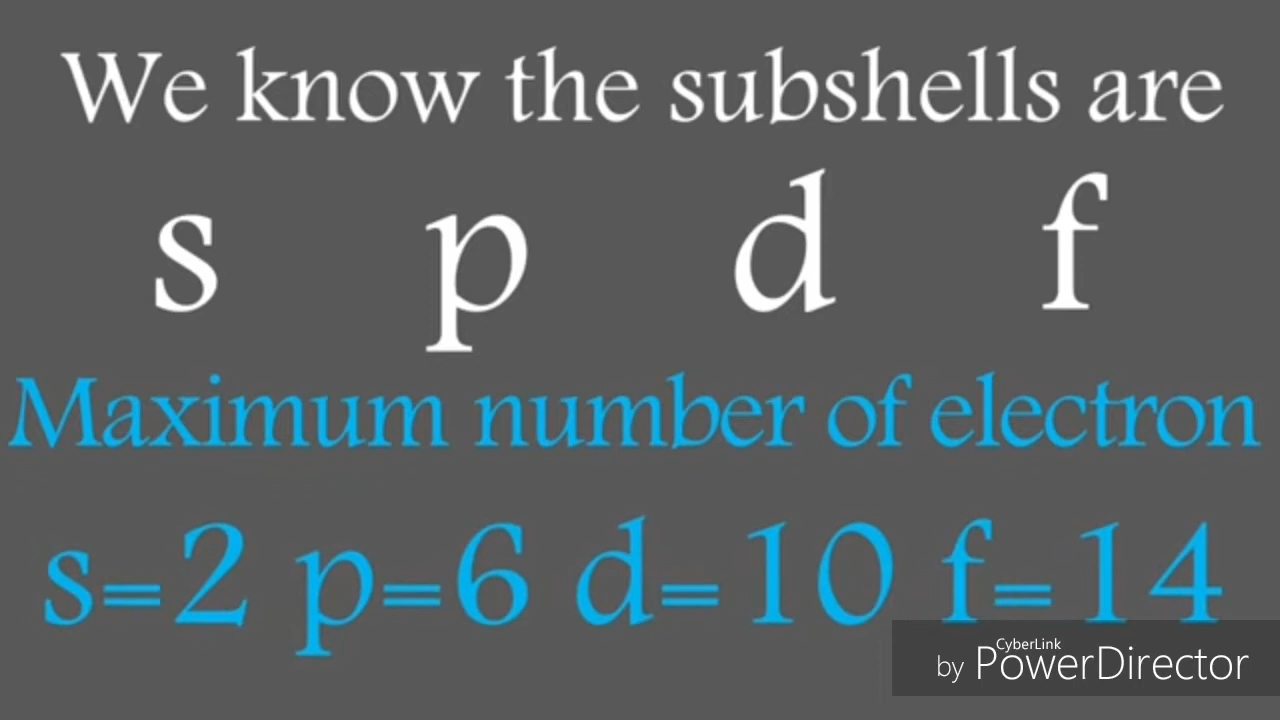 We know the subshells are
s p d f
Maximum number of electron
s=2 p=6 d=10 f=14
CyberLink
by PowerDirector